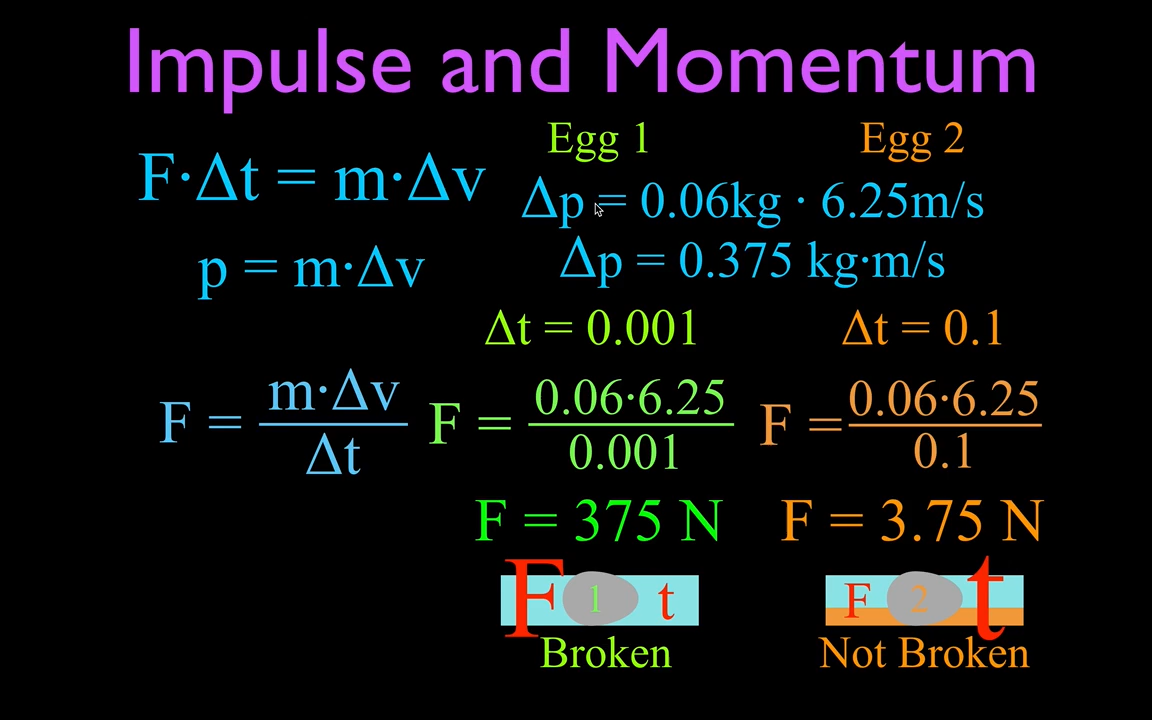 Impulse and Momentum
Egg 1 Egg 2
F·Δt = m·Δv
Δp = 0.06kg · 6.25m/s
p = m·Δv
Δp = 0.375 kg·m/s
Δt = 0.001 Δt = 0.1
F = m·Δv / Δt
F = 0.06·6.25 / 0.001
F = 0.06·6.25 / 0.1
F = 375 N F = 3.75 N
F 1 t F 2 t
Broken Not Broken